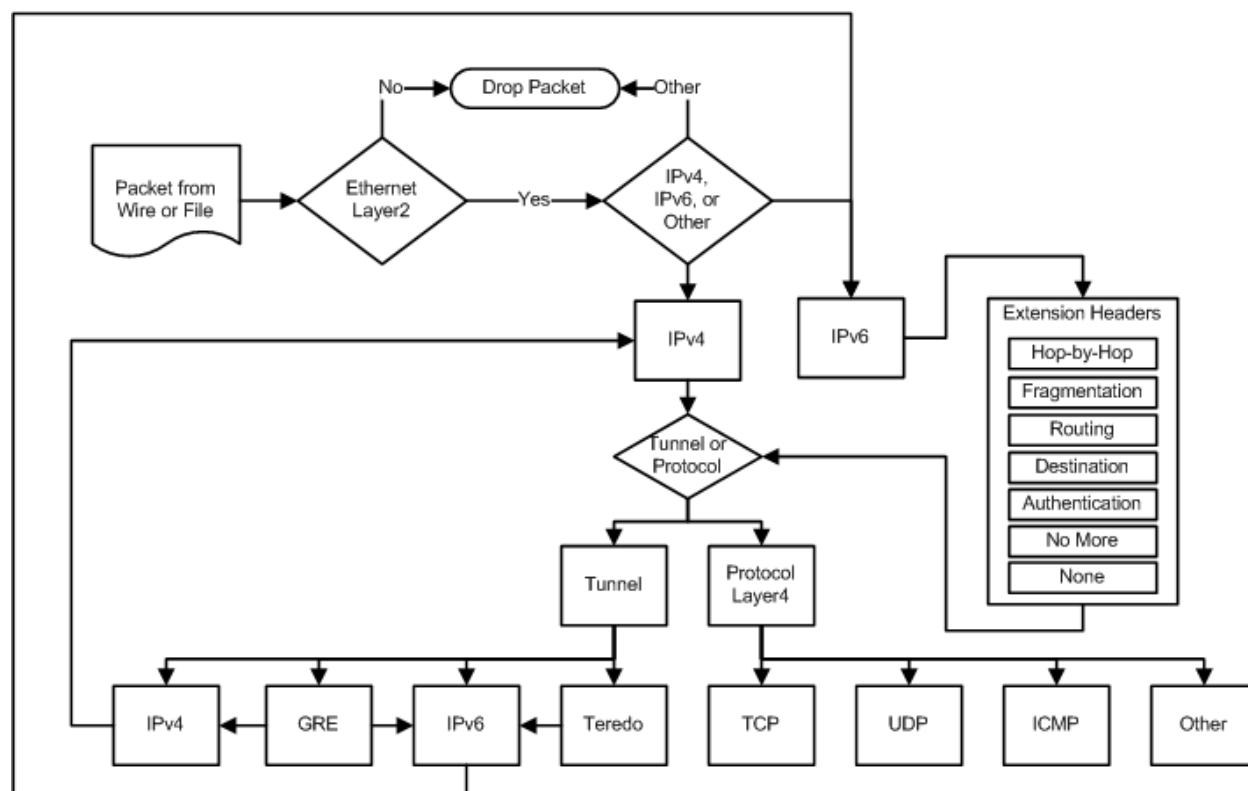 No
Drop Packet
Other
Packet from
Wire or File
Ethernet
Layer2
Yes
IPv4,
IPv6, or
Other
IPv4
IPv6
Extension Headers
Hop-by-Hop
Fragmentation
Routing
Destination
Authentication
No More
None
Tunnel or
Protocol
Tunnel
Protocol
Layer4
IPv4
GRE
IPv6
Teredo
TCP
UDP
ICMP
Other